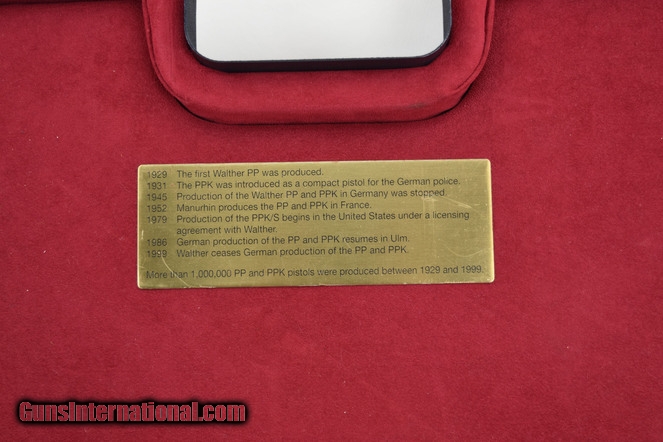 1929 The first Walther PP was produced.
1931 The PPK was introduced as a compact pistol for the German police.
1945 Production of the Walther PP and PPK in Germany was stopped.
1952 Manurhin produces the PP and PPK in France.
1979 Production of the PPK/S begins in the United States under a licensing
agreement with Walther.
1986 German production of the PP and PPK resumes in Ulm.
1999 Walther ceases German production of the PP and PPK.
More than 1,000,000 PP and PPK pistols were produced between 1929 and 1999.
GunsInternational.com